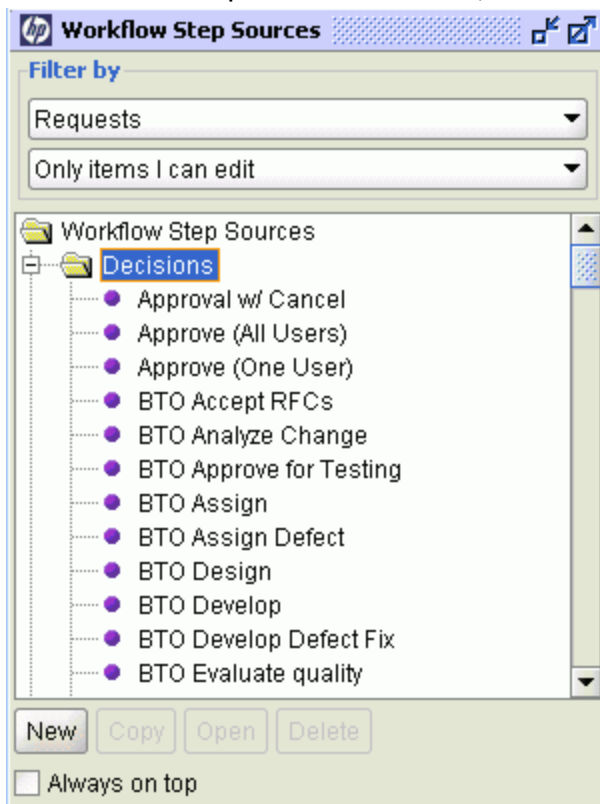 hp Workflow Step Sources
Filter by
Requests
Only items I can edit
Workflow Step Sources
Decisions
Approval w/ Cancel
Approve (All Users)
Approve (One User)
BTO Accept RFCs
BTO Analyze Change
BTO Approve for Testing
BTO Assign
BTO Assign Defect
BTO Design
BTO Develop
BTO Develop Defect Fix
BTO Evaluate quality
New Copy Open Delete
Always on top